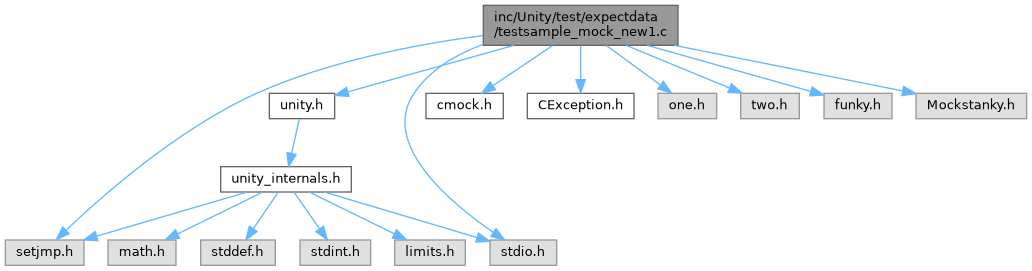 inc/Unity/test/expectdata
/testsample_mock_new1.c
unity.h
cmock.h
CException.h
one.h
two.h
funky.h
Mockstanky.h
unity_internals.h
setjmp.h
math.h
stddef.h
stdint.h
limits.h
stdio.h